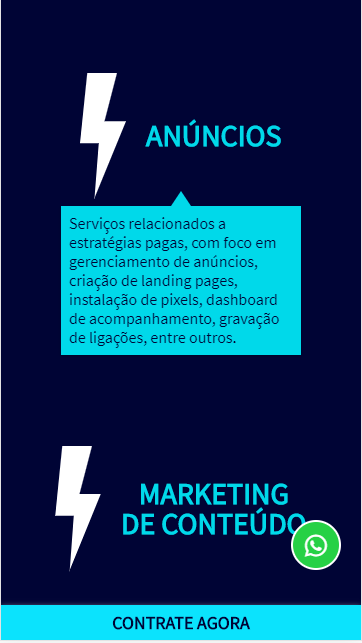 ANÚNCIOS
Serviços relacionados a
estratégias pagas, com foco em
gerenciamento de anúncios,
criação de landing pages,
instalação de pixels, dashboard
de acompanhamento, gravação
de ligações, entre outros.
MARKETING
DE CONTEÚDO
CONTRATE AGORA